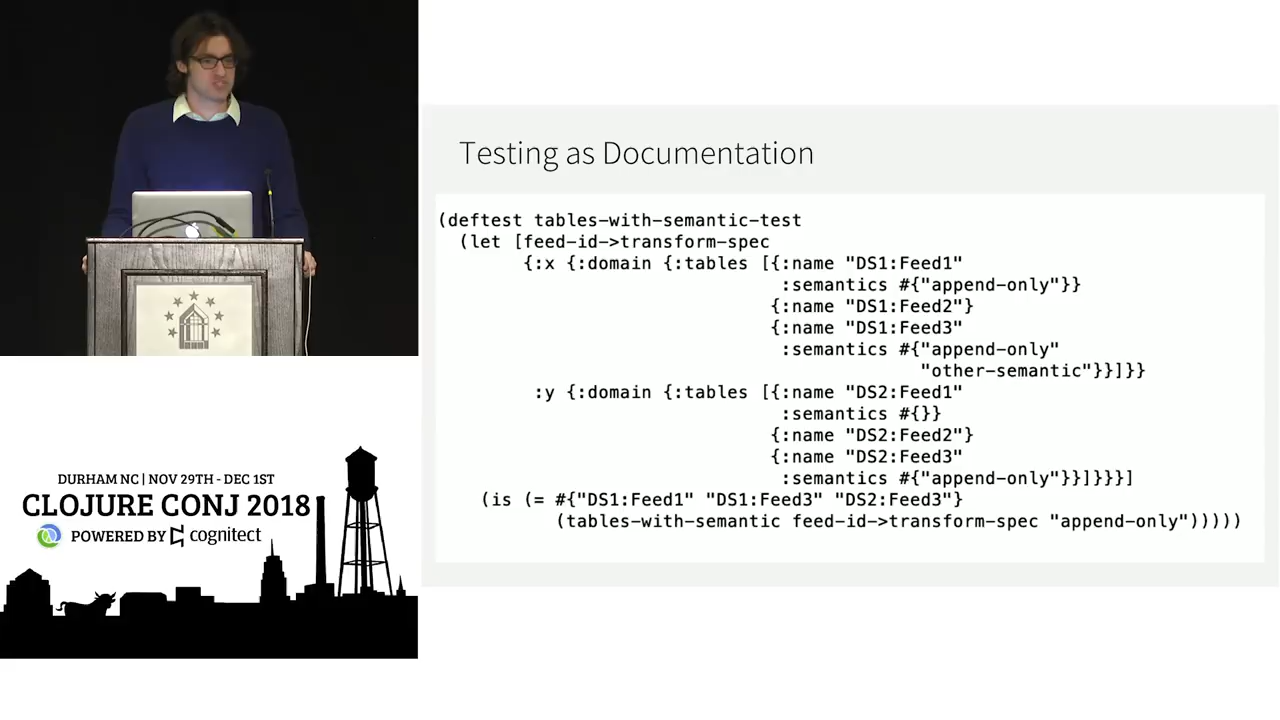 Testing as Documentation
(deftest tables-with-semantic-test
(let [feed-id->transform-spec
{:x {:domain {:tables [{:name "DS1:Feed1"
:semantics #{"append-only"}}
{:name "DS1:Feed2"}
{:name "DS1:Feed3"
:semantics #{"append-only"
"other-semantic"}}]}}
:y {:domain {:tables [{:name "DS2:Feed1"
:semantics #{}}
{:name "DS2:Feed2"}
{:name "DS2:Feed3"
:semantics #{"append-only"}}]}}}]
(is (= #{"DS1:Feed1" "DS1:Feed3" "DS2:Feed3"}
(tables-with-semantic feed-id->transform-spec "append-only")))))
DURHAM NC | NOV 29TH - DEC 1ST
CLOJURE CONJ 2018
POWERED BY cognitect